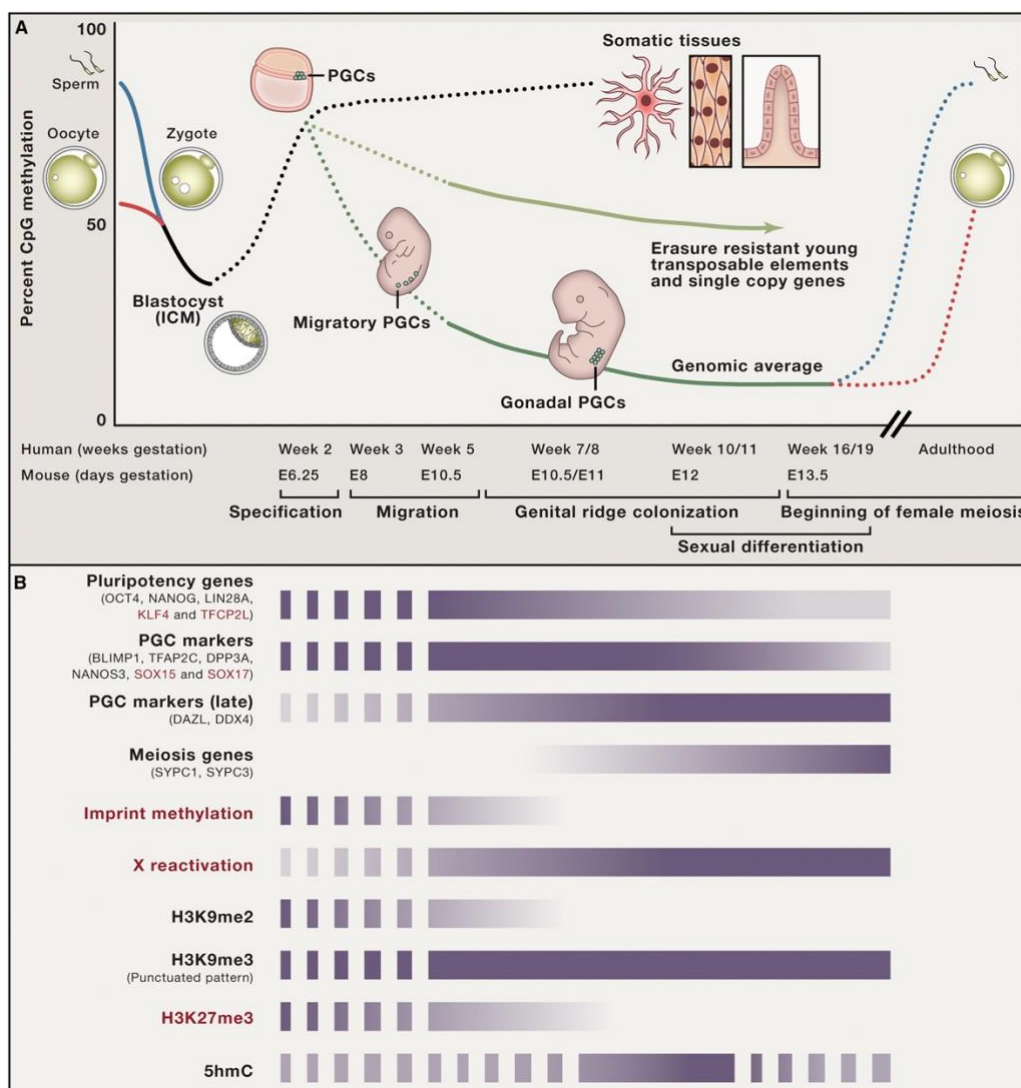 A
100
Percent CpG methylation
50
0
Sperm
Oocyte
Zygote
Blastocyst
(ICM)
PGCs
Migratory PGCs
Gonadal PGCs
Somatic tissues
Erasure resistant young
transposable elements
and single copy genes
Genomic average
Human (weeks gestation) Week 2 Week 3 Week 5 Week 7/8 Week 10/11 Week 16/19 Adulthood
Mouse (days gestation) E6.25 E8 E10.5 E10.5/E11 E12 E13.5
Specification Migration Genital ridge colonization Beginning of female meiosis
Sexual differentiation
B
Pluripotency genes
(OCT4, NANOG, LIN28A,
KLF4 and TFCP2L)
PGC markers
(BLIMP1, TFAP2C, DPP3A,
NANOS3, SOX15 and SOX17)
PGC markers (late)
(DAZL, DDX4)
Meiosis genes
(SYPC1, SYPC3)
Imprint methylation
X reactivation
H3K9me2
H3K9me3
(Punctuated pattern)
H3K27me3
5hmC